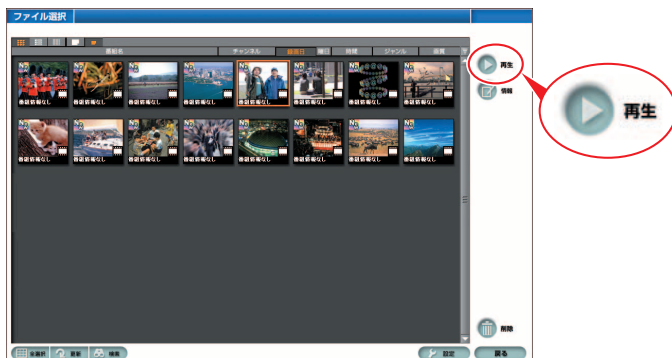 ファイル選択
番組名 チャンネル 録画日 曜日 時間 ジャンル 画質
再生
情報
再生
番組情報なし 番組情報なし 番組情報なし 番組情報なし 番組情報なし 番組情報なし 番組情報なし 番組情報なし
番組情報なし 番組情報なし 番組情報なし 番組情報なし 番組情報なし 番組情報なし 番組情報なし 番組情報なし
削除
全選択 更新 検索 設定 戻る